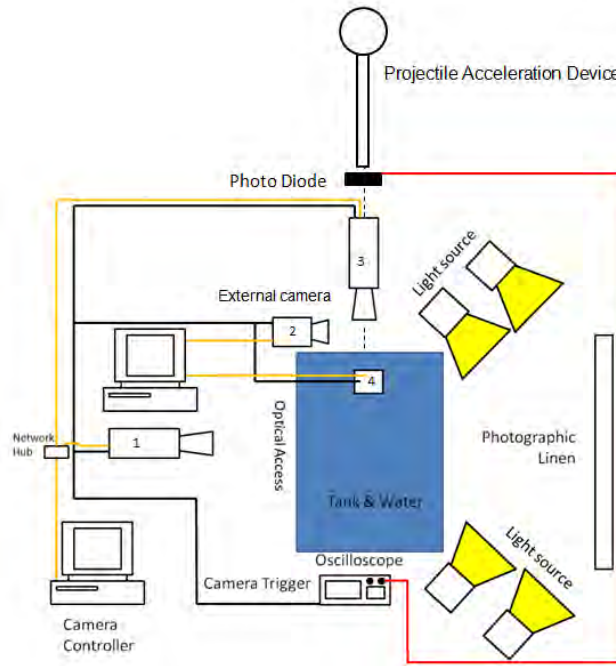 Projectile Acceleration Device
Photo Diode
3
Light source
External camera
2
4
Optical Access
1
Network
Hub
Photographic
Linen
Tank & Water
Oscilloscope
Light source
Camera Trigger
Camera
Controller